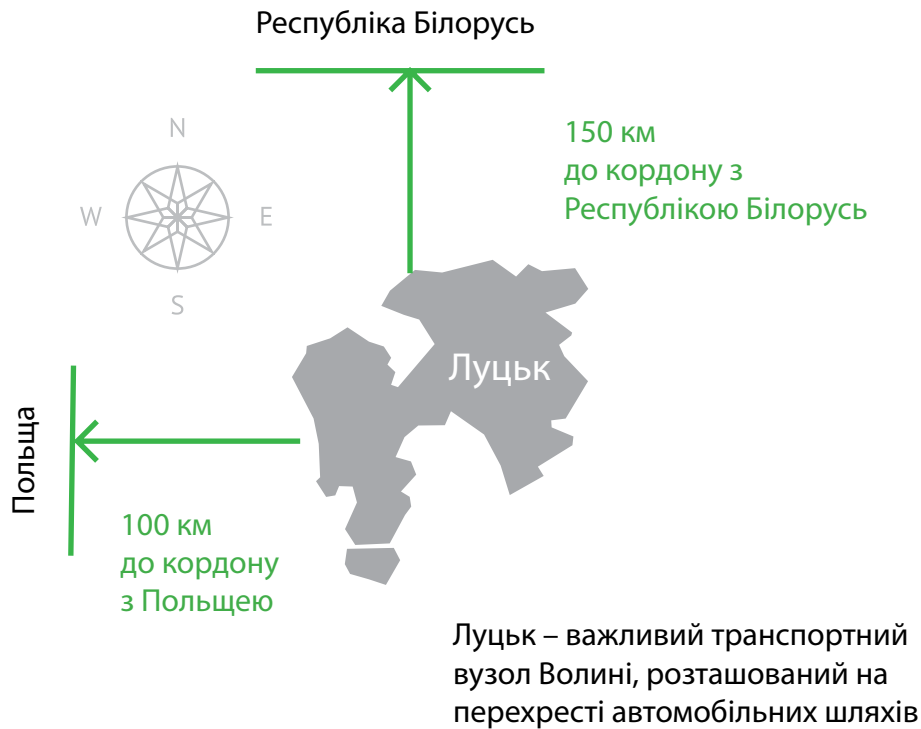 Республіка Білорусь
150 км
до кордону з
Республікою Білорусь
N
W
E
S
Луцьк
Польща
100 км
до кордону
з Польщею
Луцьк – важливий транспортний
вузол Волині, розташований на
перехресті автомобільних шляхів